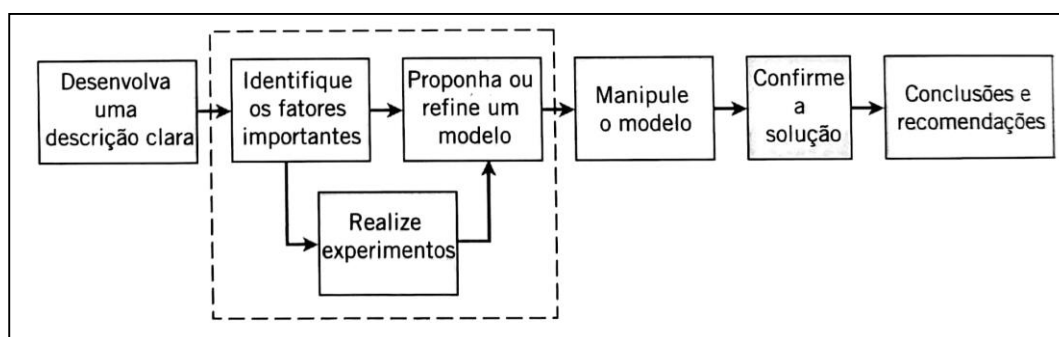 Desenvolva
uma
descrição clara
Identifique
os fatores
importantes
Proponha ou
refine um
modelo
Manipule
o modelo
Confirme
a
solução
Conclusões e
recomendações
Realize
experimentos